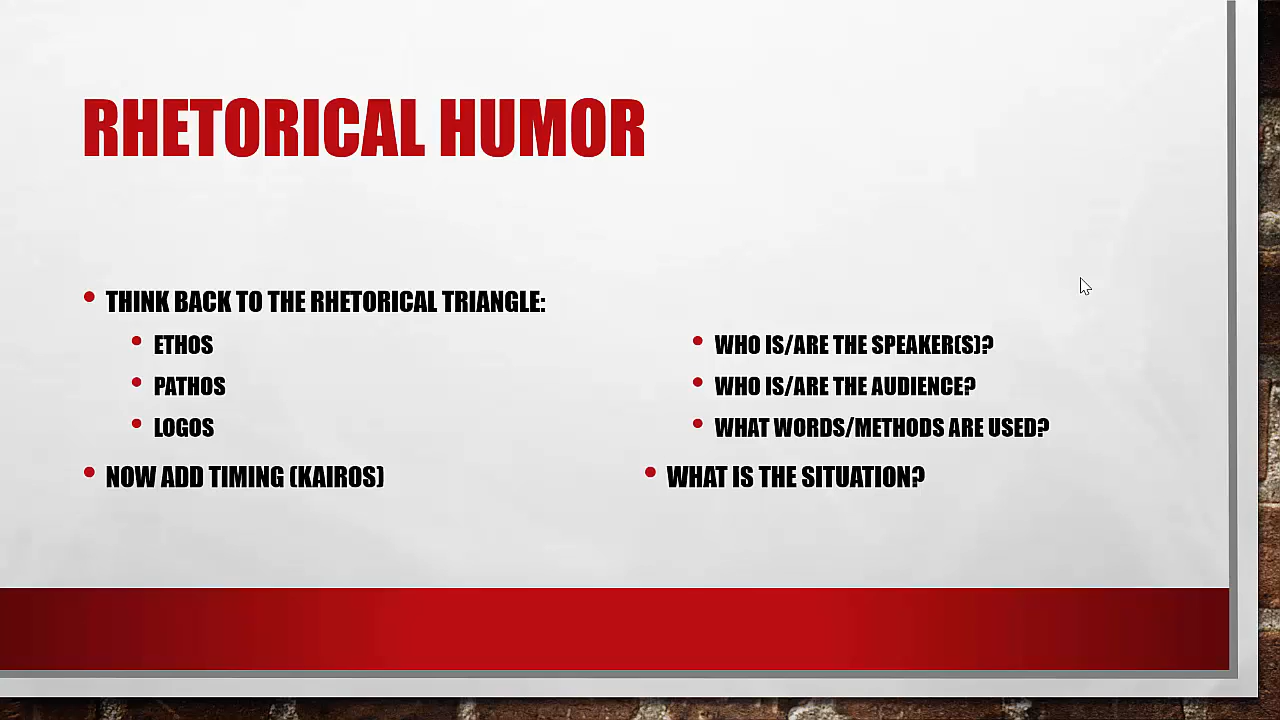 RHETORICAL HUMOR
THINK BACK TO THE RHETORICAL TRIANGLE:
ETHOS
PATHOS
LOGOS
NOW ADD TIMING (KAIROS)
WHO IS/ARE THE SPEAKER(S)?
WHO IS/ARE THE AUDIENCE?
WHAT WORDS/METHODS ARE USED?
WHAT IS THE SITUATION?